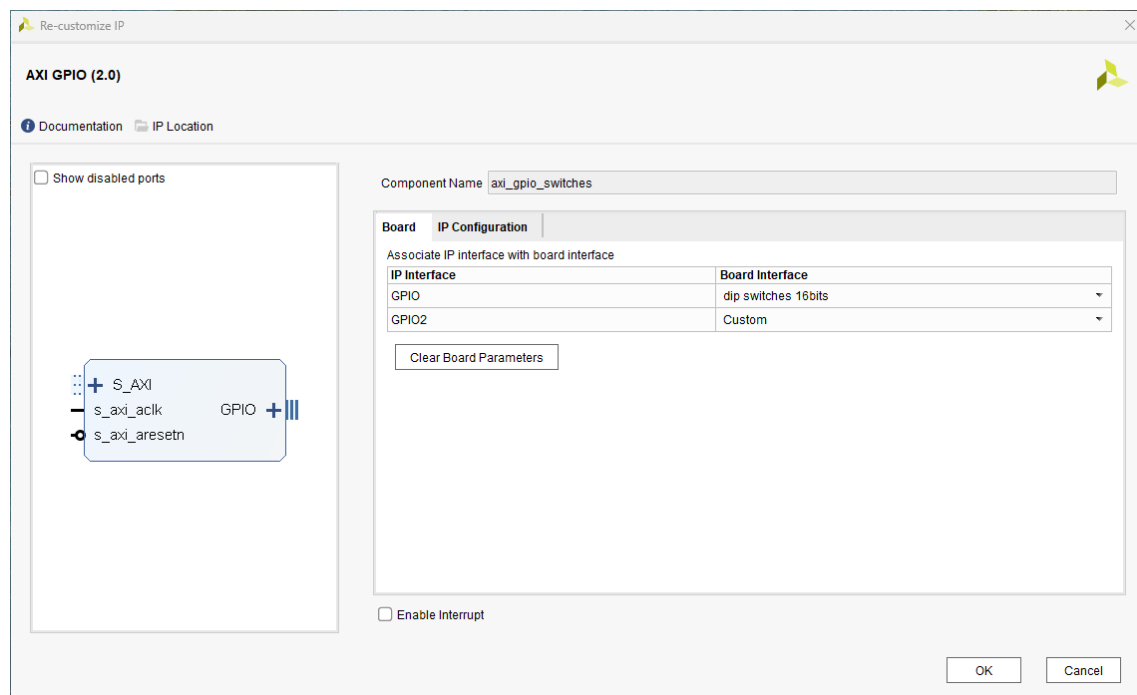 Re-customize IP
AXI GPIO (2.0)
Documentation IP Location
Show disabled ports
S_AXI
s_axi_aclk GPIO
s_axi_aresetn
Component Name axi_gpio_switches
Board IP Configuration
Associate IP interface with board interface
IP Interface Board Interface
GPIO dip switches 16bits
GPIO2 Custom
Clear Board Parameters
Enable Interrupt
OK Cancel